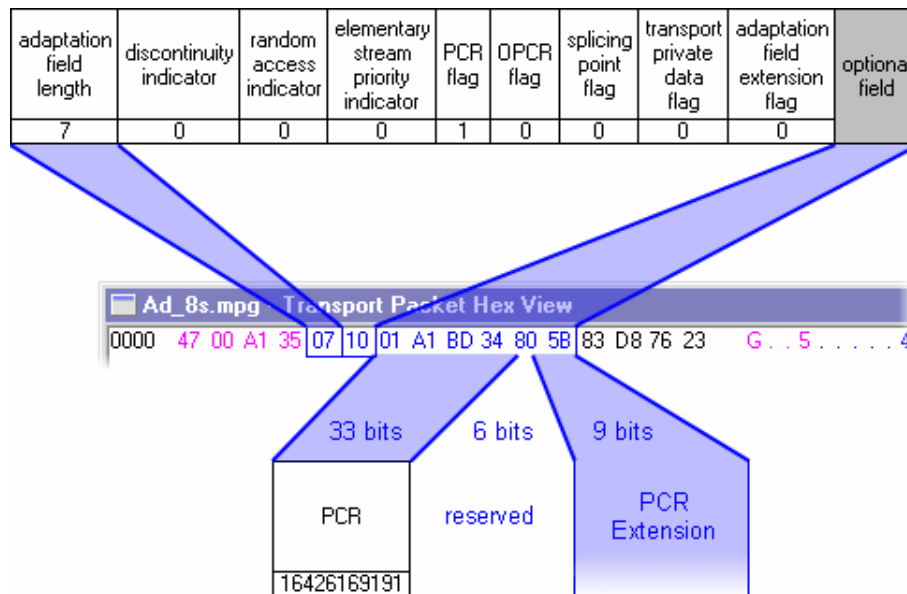 adaptation field length
discontinuity indicator
random access indicator
elementary stream priority indicator
PCR flag
OPCR flag
splicing point flag
transport private data flag
adaptation field extension flag
optiona field
7 0 0 0 1 0 0 0 0
Ad_8s.mpg - Transport Packet Hex View
0000 47 00 A1 35 07 10 01 A1 BD 34 80 5B 83 D8 76 23 G . . 5 . . . . . 4
33 bits 6 bits 9 bits
PCR
reserved
PCR
Extension
16426169191